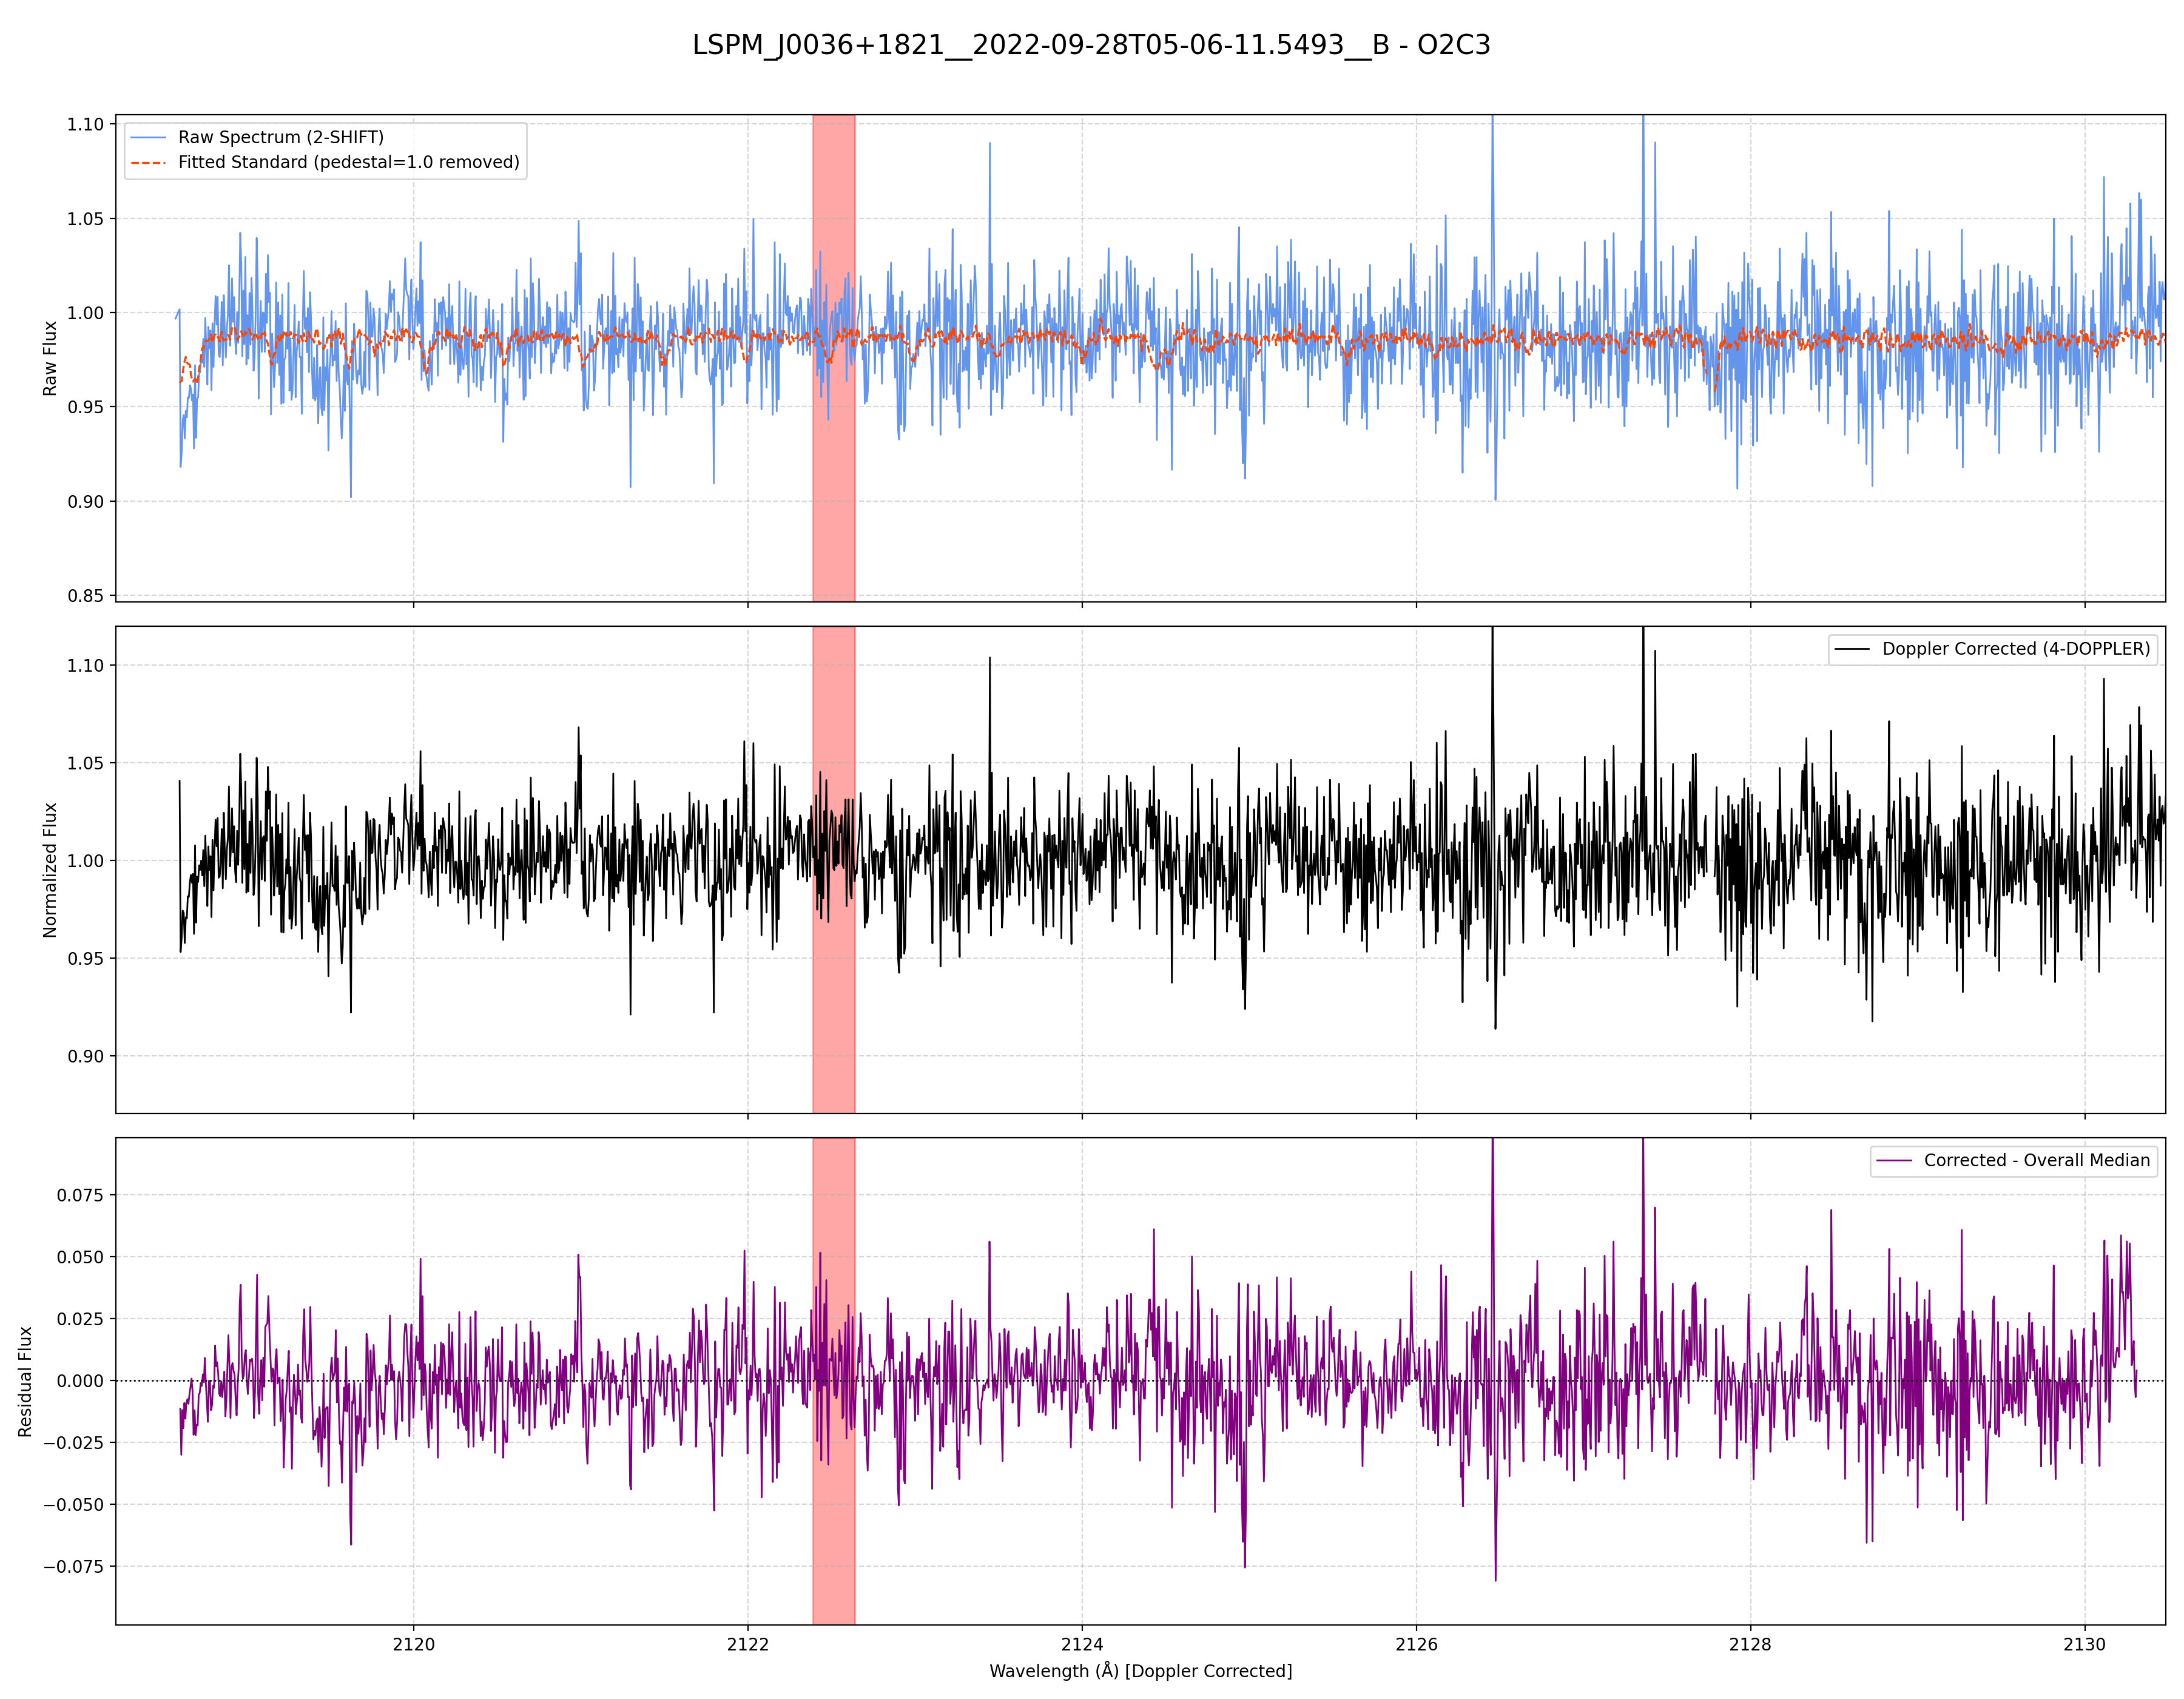 LSPM_J0036+1821__2022-09-28T05-06-11.5493__B - O2C3
Raw Flux
1.10
1.05
1.00
0.95
0.90
0.85
Raw Spectrum (2-SHIFT)
Fitted Standard (pedestal=1.0 removed)
Normalized Flux
1.10
1.05
1.00
0.95
0.90
Doppler Corrected (4-DOPPLER)
Residual Flux
0.075
0.050
0.025
0.000
−0.025
−0.050
−0.075
Corrected - Overall Median
2120 2122 2124 2126 2128 2130
Wavelength (Å) [Doppler Corrected]